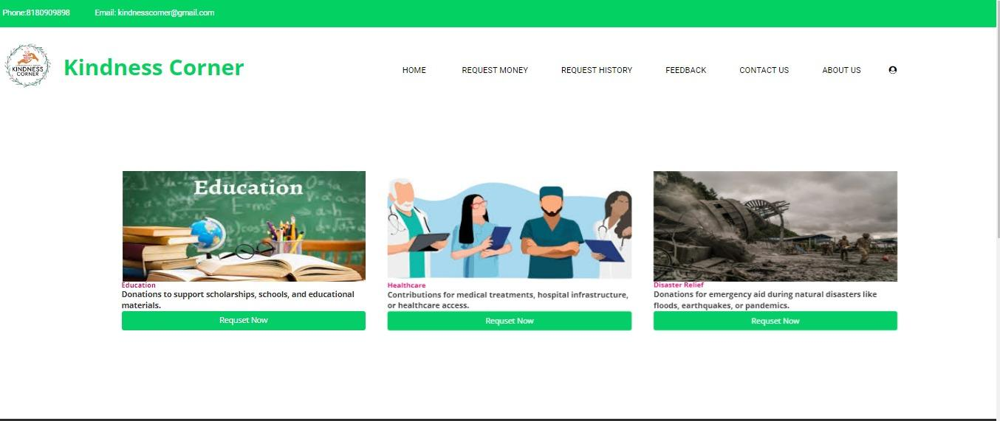 Phone:8180909898 Email: kindnesscorner@gmail.com
KINDNESS
CORNER
Kindness Corner
HOME REQUEST MONEY REQUEST HISTORY FEEDBACK CONTACT US ABOUT US
Education
E=mc²
Education
Donations to support scholarships, schools, and educational
materials.
Requset Now
Healthcare
Contributions for medical treatments, hospital infrastructure,
or healthcare access.
Requset Now
Disaster Relief
Donations for emergency aid during natural disasters like
floods, earthquakes, or pandemics.
Requset Now